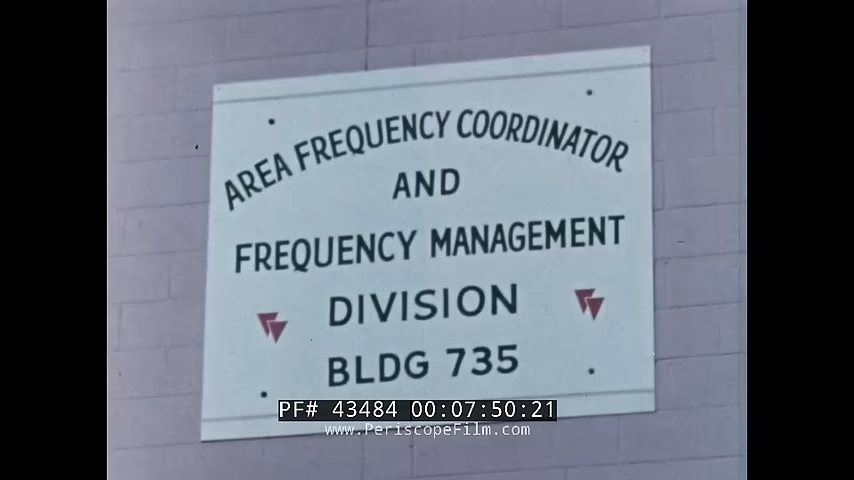 AREA FREQUENCY COORDINATOR
AND
FREQUENCY MANAGEMENT
DIVISION
BLDG 735
PF# 43484 00:07:50:21
www.PeriscopeFilm.com